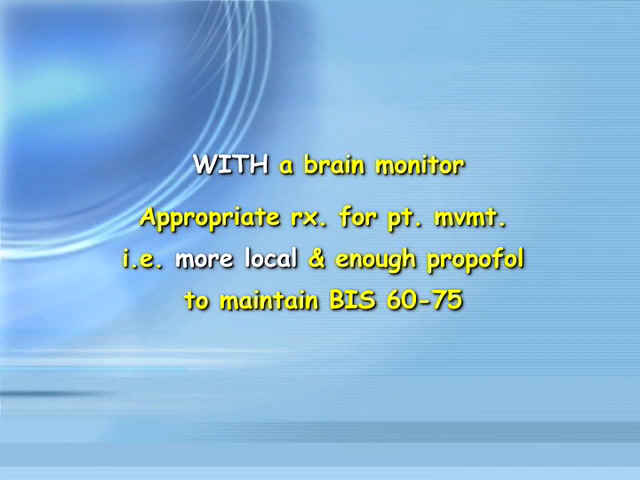 WITH a brain monitor
Appropriate rx. for pt. mvmt.
i.e. more local & enough propofol
to maintain BIS 60-75